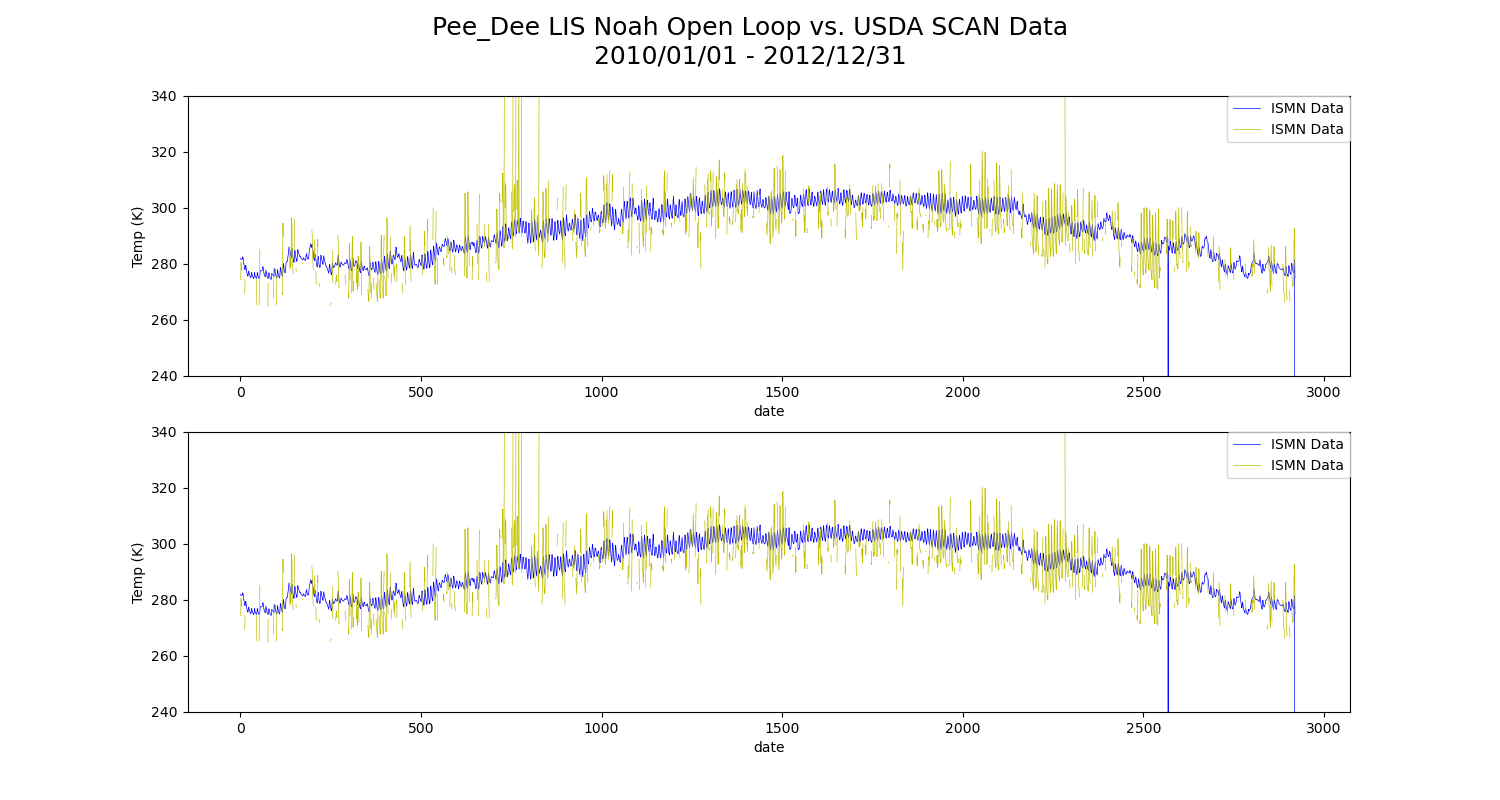 Pee_Dee LIS Noah Open Loop vs. USDA SCAN Data
2010/01/01 - 2012/12/31
340
320
300
280
260
240
Temp (K)
ISMN Data
ISMN Data
0
500
1000
1500
2000
2500
3000
date
340
320
300
280
260
240
Temp (K)
ISMN Data
ISMN Data
0
500
1000
1500
2000
2500
3000
date